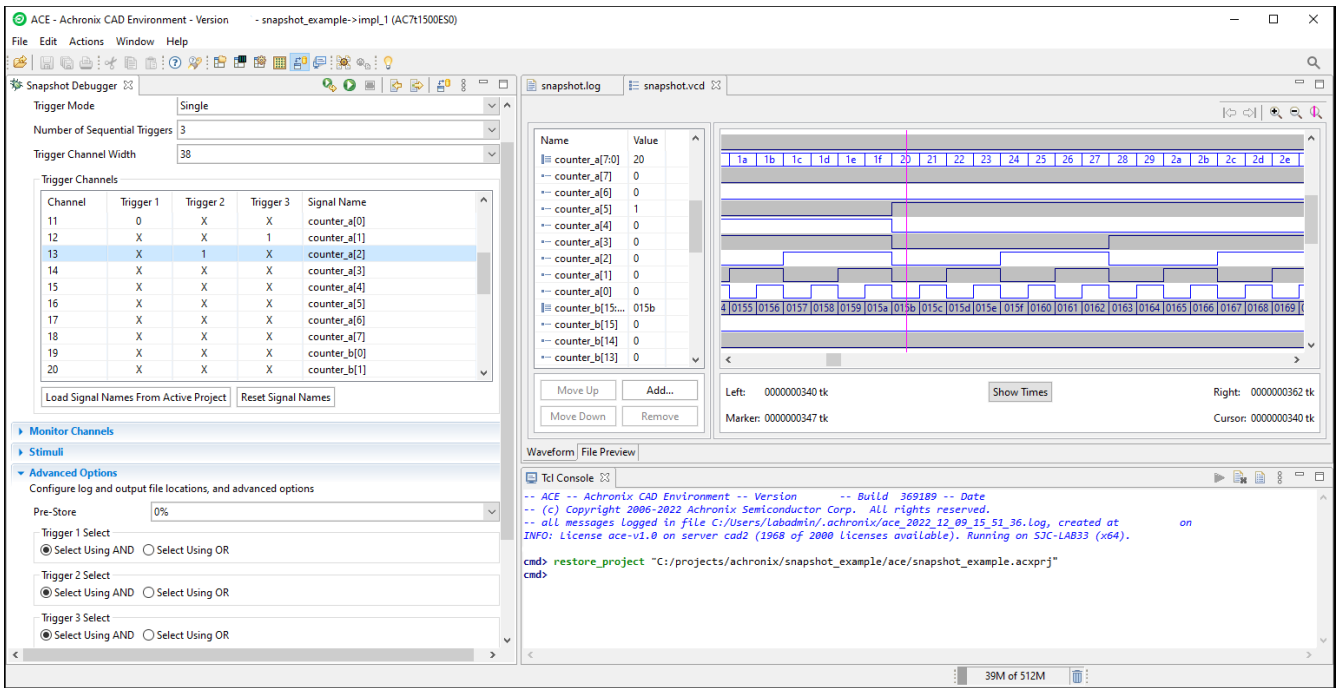 ACE - Achronix CAD Environment - Version - snapshot_example->impl_1 (AC7t1500ES0)
File Edit Actions Window Help
Snapshot Debugger
Trigger Mode Single
Number of Sequential Triggers 3
Trigger Channel Width 38
Trigger Channels
Channel Trigger 1 Trigger 2 Trigger 3 Signal Name
11 0 X X counter_a[0]
12 X X 1 counter_a[1]
13 X 1 X counter_a[2]
14 X X X counter_a[3]
15 X X X counter_a[4]
16 X X X counter_a[5]
17 X X X counter_a[6]
18 X X X counter_a[7]
19 X X X counter_b[0]
20 X X X counter_b[1]
Load Signal Names From Active Project Reset Signal Names
Monitor Channels
Stimuli
Advanced Options
Configure log and output file locations, and advanced options
Pre-Store 0%
Trigger 1 Select
Select Using AND Select Using OR
Trigger 2 Select
Select Using AND Select Using OR
Trigger 3 Select
Select Using AND Select Using OR
snapshot.log snapshot.vcd
Name Value
counter_a[7:0] 20
counter_a[7] 0
counter_a[6] 0
counter_a[5] 1
counter_a[4] 0
counter_a[3] 0
counter_a[2] 0
counter_a[1] 0
counter_a[0] 0
counter_b[15:... 015b
counter_b[15] 0
counter_b[14] 0
counter_b[13] 0
1a 1b 1c 1d 1e 1f 20 21 22 23 24 25 26 27 28 29 2a 2b 2c 2d 2e
4 0155 0156 0157 0158 0159 015a 015b 015c 015d 015e 015f 0160 0161 0162 0163 0164 0165 0166 0167 0168 0169
Move Up Add...
Move Down Remove
Left: 0000000340 tk Show Times Right: 0000000362 tk
Marker: 0000000347 tk Cursor: 0000000340 tk
Waveform File Preview
Tcl Console
-- ACE -- Achronix CAD Environment -- Version -- Build 369189 -- Date
-- (c) Copyright 2006-2022 Achronix Semiconductor Corp. All rights reserved.
-- all messages logged in file C:/Users/labadmin/.achronix/ace_2022_12_09_15_51_36.log, created at on
INFO: License ace-v1.0 on server cad2 (1968 of 2000 licenses available). Running on SJC-LAB33 (x64).
cmd> restore_project "C:/projects/achronix/snapshot_example/ace/snapshot_example.acxprj"
cmd>
39M of 512M